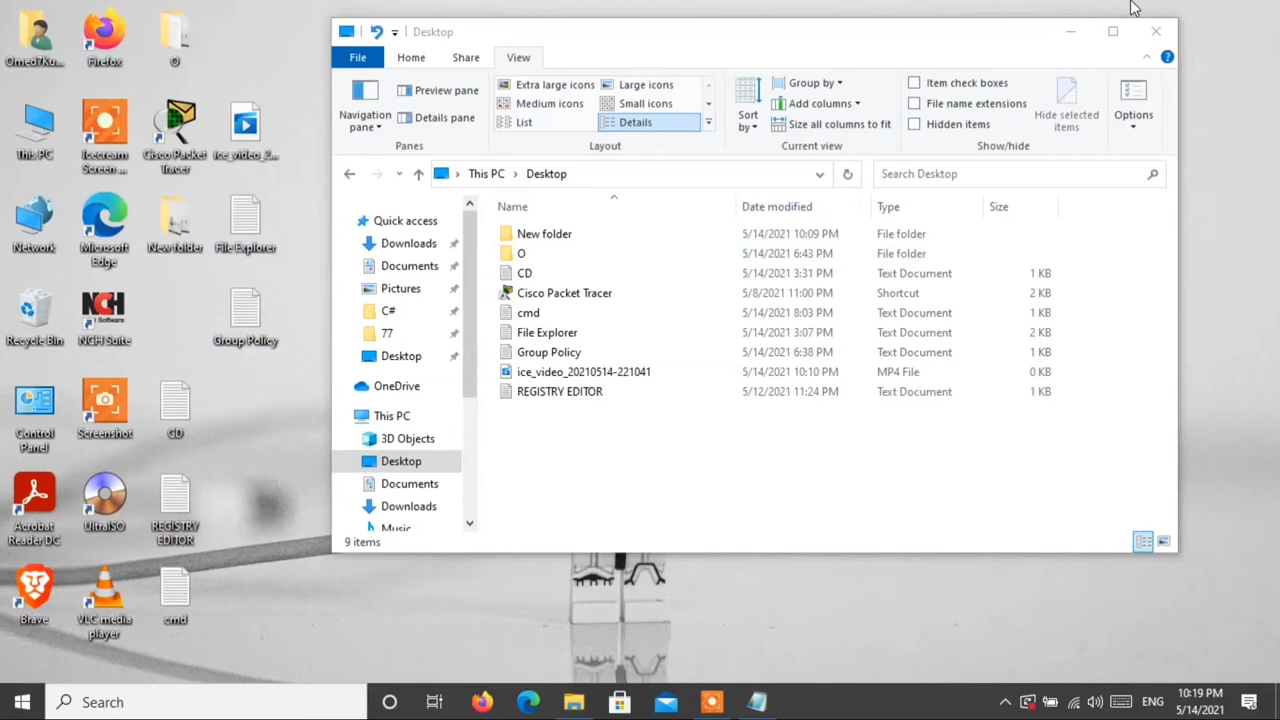 Omed7Ku...
Firefox
O
This PC
Icecream Screen ...
Cisco Packet Tracer
ice_video_2...
Network
Microsoft Edge
New folder
File Explorer
Recycle Bin
NCH Software
NCH Suite
Group Policy
Control Panel
Screenshot
CD
Acrobat Reader DC
UltraISO
REGISTRY EDITOR
Brave
VLC media player
cmd
Desktop
File
Home
Share
View
Navigation pane
Preview pane
Details pane
Panes
Extra large icons
Large icons
Medium icons
Small icons
List
Details
Layout
Sort by
Group by
Add columns
Size all columns to fit
Current view
Item check boxes
File name extensions
Hidden items
Hide selected items
Show/hide
Options
This PC
Desktop
Search Desktop
Quick access
Downloads
Documents
Pictures
C#
77
Desktop
OneDrive
This PC
3D Objects
Desktop
Documents
Downloads
Music
Name Date modified Type Size
New folder 5/14/2021 10:09 PM File folder
O 5/14/2021 6:43 PM File folder
CD 5/14/2021 3:31 PM Text Document 1 KB
Cisco Packet Tracer 5/8/2021 11:00 PM Shortcut 2 KB
cmd 5/14/2021 8:03 PM Text Document 1 KB
File Explorer 5/14/2021 3:07 PM Text Document 2 KB
Group Policy 5/14/2021 6:38 PM Text Document 1 KB
ice_video_20210514-221041 5/14/2021 10:10 PM MP4 File 0 KB
REGISTRY EDITOR 5/12/2021 11:24 PM Text Document 1 KB
9 items
Search
ENG
10:19 PM
5/14/2021